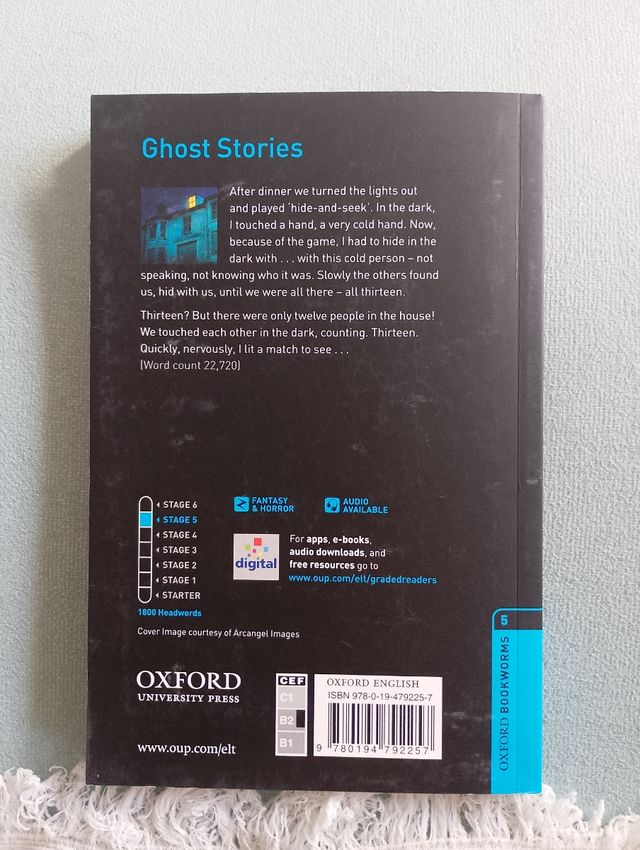 Ghost Stories
After dinner we turned the lights out
and played 'hide-and-seek'. In the dark,
I touched a hand, a very cold hand. Now,
because of the game, I had to hide in the
dark with . . . with this cold person – not
speaking, not knowing who it was. Slowly the others found
us, hid with us, until we were all there – all thirteen.
Thirteen? But there were only twelve people in the house!
We touched each other in the dark, counting. Thirteen.
Quickly, nervously, I lit a match to see . . .
(Word count 22,720)
STAGE 6
STAGE 5
STAGE 4
STAGE 3
STAGE 2
STAGE 1
STARTER
1800 Headwords
FANTASY
& HORROR
AUDIO
AVAILABLE
digital
For apps, e-books,
audio downloads, and
free resources go to
www.oup.com/elt/gradedreaders
Cover Image courtesy of Arcangel Images
OXFORD
UNIVERSITY PRESS
www.oup.com/elt
CEF
C1
B2
B1
OXFORD ENGLISH
ISBN 978-0-19-479225-7
9 780194 792257
5
OXFORD BOOKWORMS